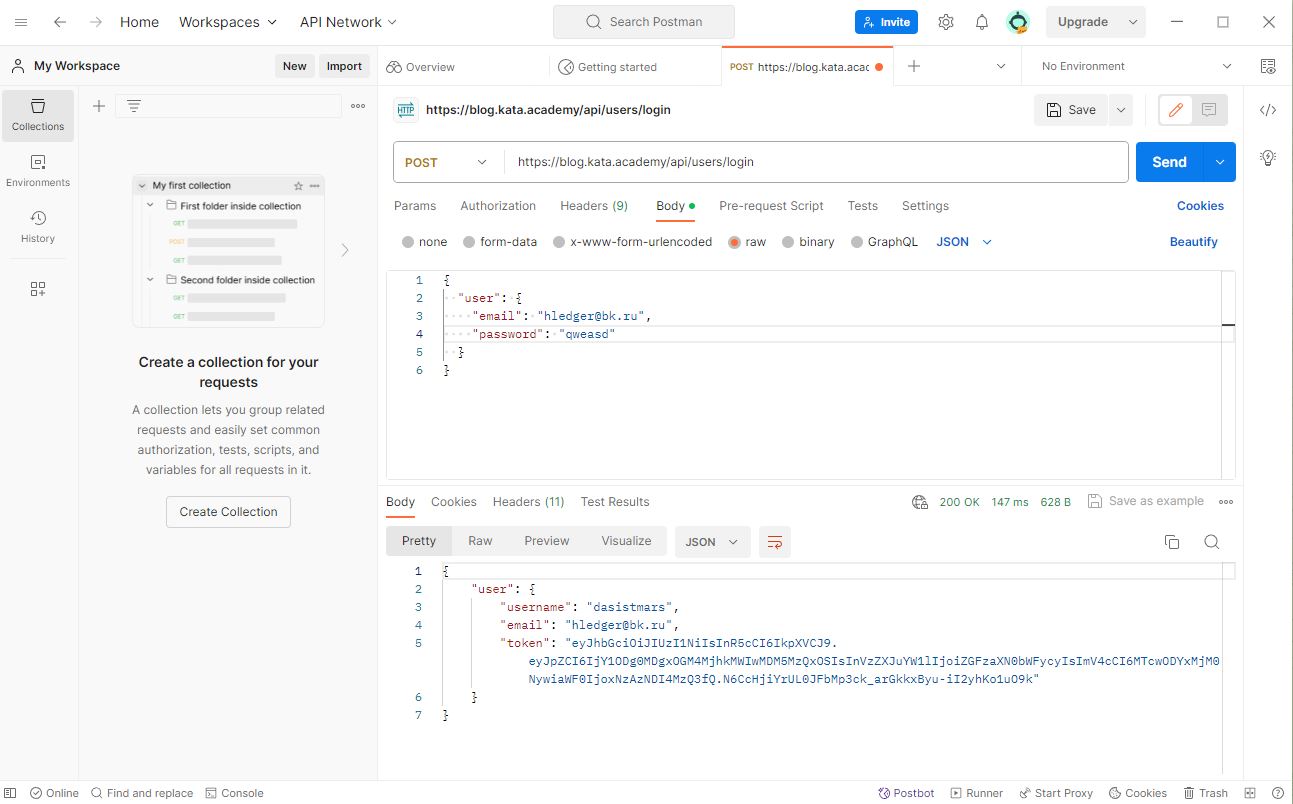 Home Workspaces API Network Search Postman Invite Upgrade
My Workspace New Import Overview Getting started POST https://blog.kata.acac No Environment
Collections
Environments
History
My first collection
First folder inside collection
GET
POST
GET
Second folder inside collection
GET
GET
Create a collection for your
requests
A collection lets you group related
requests and easily set common
authorization, tests, scripts, and
variables for all requests in it.
Create Collection
HTTP https://blog.kata.academy/api/users/login Save
POST https://blog.kata.academy/api/users/login Send
Params Authorization Headers (9) Body Pre-request Script Tests Settings Cookies
none form-data x-www-form-urlencoded raw binary GraphQL JSON Beautify
1 {
2 "user": {
3 "email": "hledger@bk.ru",
4 "password": "qweasd"
5 }
6 }
Body Cookies Headers (11) Test Results 200 OK 147 ms 628 B Save as example
Pretty Raw Preview Visualize JSON
1 {
2 "user": {
3 "username": "dasistmars",
4 "email": "hledger@bk.ru",
5 "token": "eyJhbGciOiJIUzI1NiIsInR5cCI6IkpXVCJ9.
eyJpZCI6IjY1ODg0MDgxOGM4MjhkMWIwMDM5MzQxOSIsInVzZXJuYW1lIjoiZGFzaXN0bWFycyIsImV4cCI6MTcwODYxMjM0
NywiaWF0IjoxNzAzNDI4MzQ3fQ.N6CcHjiYrUL0JFbMp3ck_arGkkxByu-iI2yhKo1uO9k"
6 }
7 }
Online Find and replace Console Postbot Runner Start Proxy Cookies Trash